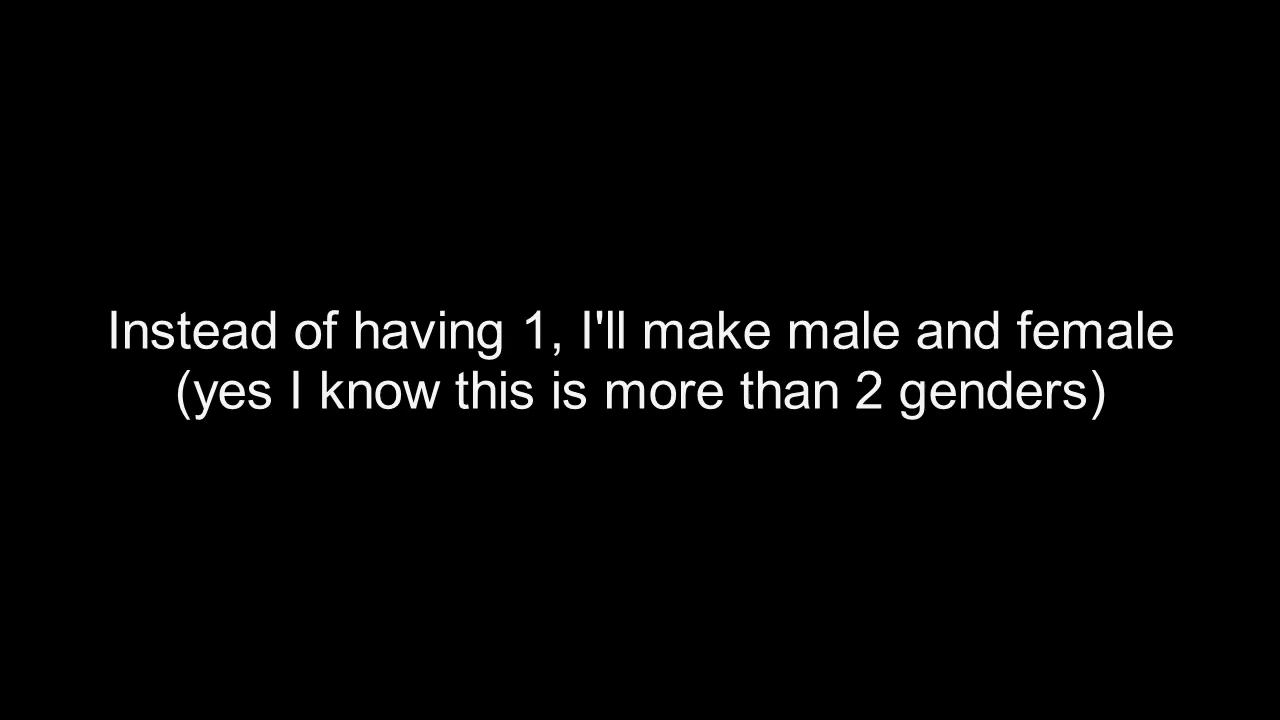 Instead of having 1, I'll make male and female
(yes I know this is more than 2 genders)